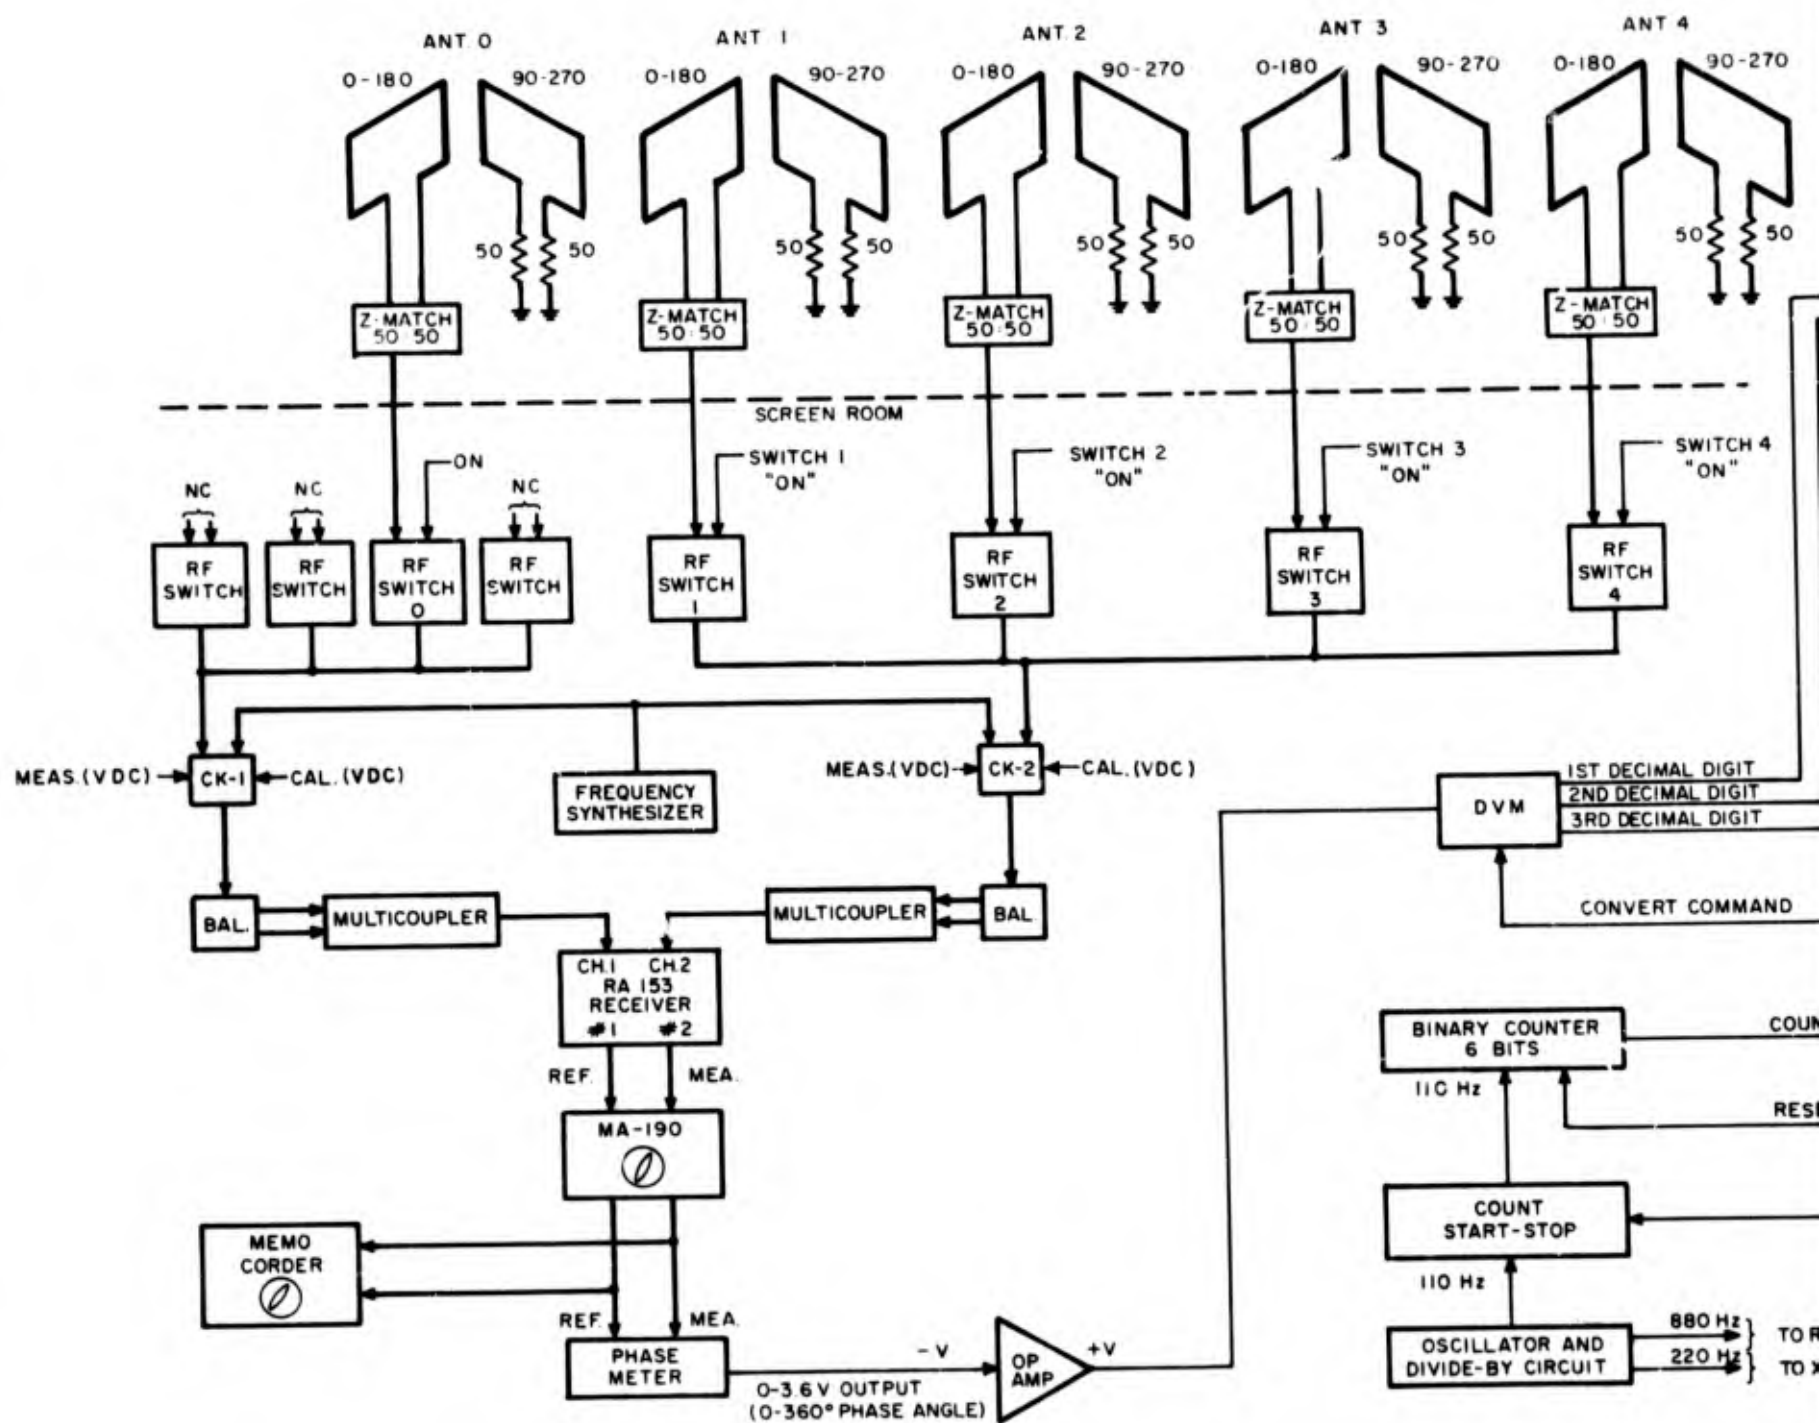 ANT. 0
ANT 1
ANT. 2
ANT 3
ANT 4
0-180
90-270
0-180
90-270
0-180
90-270
0-180
90-270
0-180
90-270
50
50
50
50
50
50
50
50
50
50
Z-MATCH
50:50
Z-MATCH
50:50
Z-MATCH
50:50
Z-MATCH
50:50
Z-MATCH
50:50
SCREEN ROOM
NC
NC
ON
NC
SWITCH 1
"ON"
SWITCH 2
"ON"
SWITCH 3
"ON"
SWITCH 4
"ON"
RF
SWITCH
RF
SWITCH
RF
SWITCH
0
RF
SWITCH
RF
SWITCH
1
RF
SWITCH
2
RF
SWITCH
3
RF
SWITCH
4
MEAS.(VDC)
CK-1
CAL.(VDC)
FREQUENCY
SYNTHESIZER
MEAS.(VDC)
CK-2
CAL.(VDC)
DVM
1ST DECIMAL DIGIT
2ND DECIMAL DIGIT
3RD DECIMAL DIGIT
CONVERT COMMAND
BAL.
MULTICOUPLER
MULTICOUPLER
BAL
CH.1 CH.2
RA 153
RECEIVER
#1 #2
REF.
MEA.
MA-190
MEMO
CORDER
REF.
MEA.
PHASE
METER
-V
0-3.6 V OUTPUT
(0-360° PHASE ANGLE)
OP
AMP
+V
BINARY COUNTER
6 BITS
COUN
110 Hz
RES
COUNT
START-STOP
110 Hz
OSCILLATOR AND
DIVIDE-BY CIRCUIT
880 Hz
220 Hz
TO R
TO X